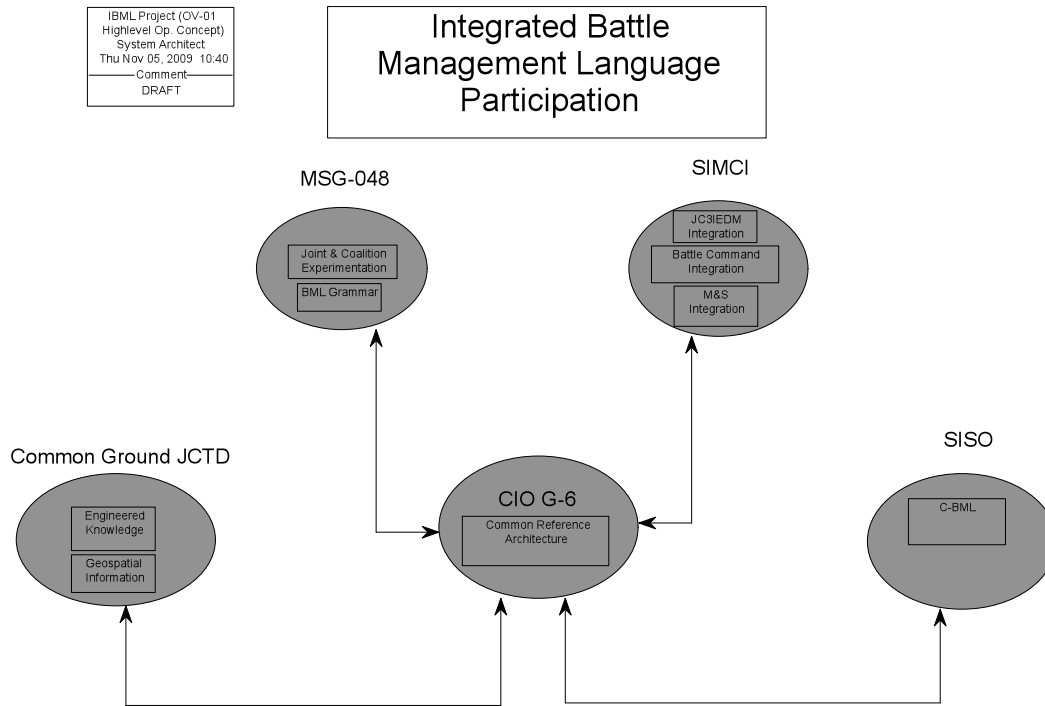 IBML Project (OV-01
Highlevel Op. Concept)
System Architect
Thu Nov 05, 2009 10:40
Comment
DRAFT
Integrated Battle
Management Language
Participation
MSG-048
Joint & Coalition
Experimentation
BML Grammar
SIMCI
JC3IEDM
Integration
Battle Command
Integration
M&S
Integration
Common Ground JCTD
Engineered
Knowledge
Geospatial
Information
CIO G-6
Common Reference
Architecture
SISO
C-BML